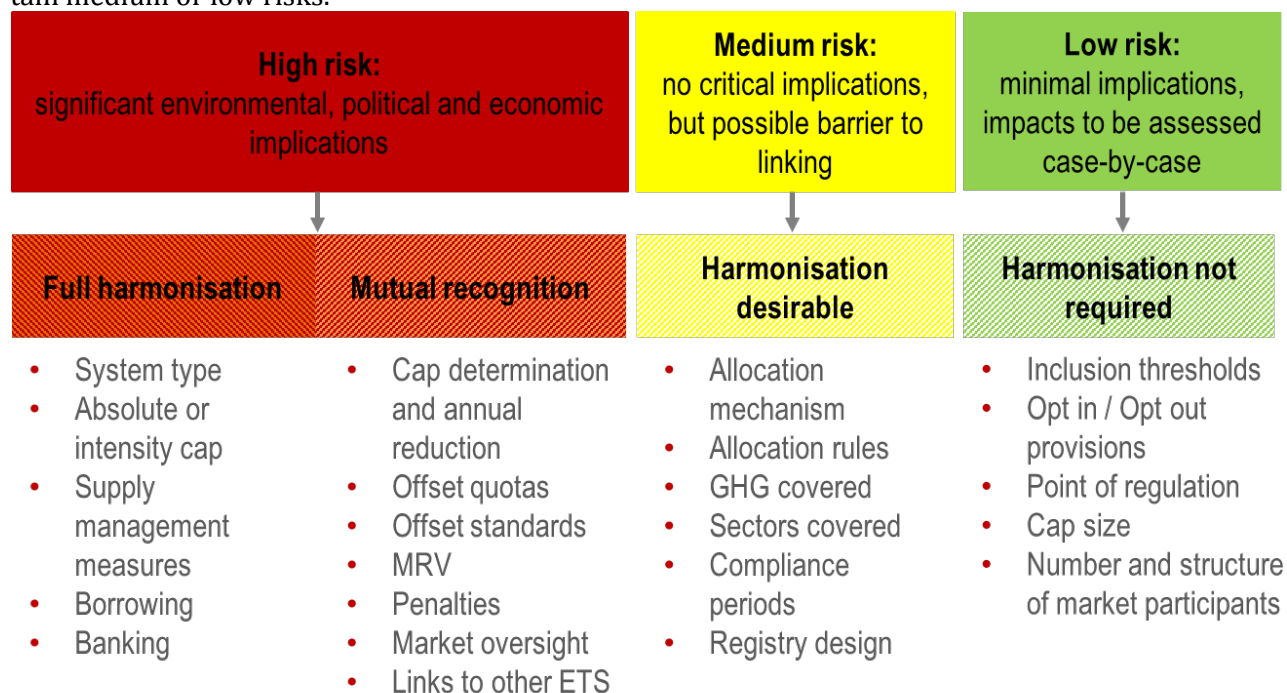 tain medium or low risks.
High risk:
significant environmental, political and economic
implications
Medium risk:
no critical implications,
but possible barrier to
linking
Low risk:
minimal implications,
impacts to be assessed
case-by-case
Full harmonisation
Mutual recognition
Harmonisation
desirable
Harmonisation not
required
• System type
• Absolute or
intensity cap
• Supply
management
measures
• Borrowing
• Banking
• Cap determination
and annual
reduction
• Offset quotas
• Offset standards
• MRV
• Penalties
• Market oversight
• Links to other ETS
• Allocation
mechanism
• Allocation rules
• GHG covered
• Sectors covered
• Compliance
periods
• Registry design
• Inclusion thresholds
• Opt in / Opt out
provisions
• Point of regulation
• Cap size
• Number and structure
of market participants